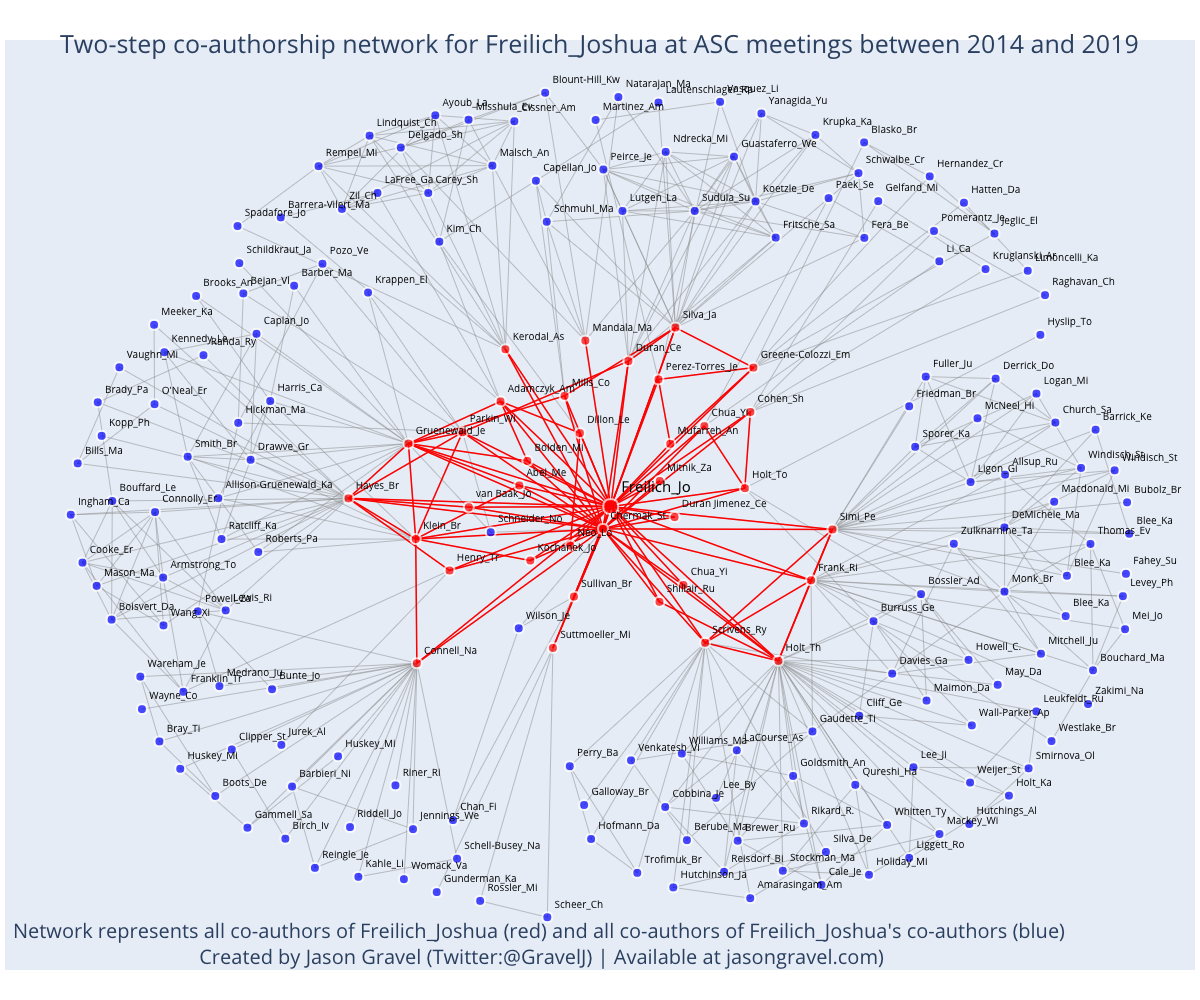 Two-step co-authorship network for Freilich_Joshua at ASC meetings between 2014 and 2019
Blount-Hill_Kw
Natarajan_Ma
Lautenschlager_Ka
Vasquez_Li
Ayoub_La
Misshula_Ev
Cissner_Am
Martinez_Am
Yanagida_Yu
Lindquist_Ch
Delgado_Sh
Krupka_Ka
Blasko_Br
Rempel_Mi
Malsch_An
Capellan_Jo
Peirce_Je
Ndrecka_Mi
Guastaferro_We
Schwalbe_Cr
Hernandez_Cr
LaFree_Ga
Carey_Sh
Zil_Ch
Barrera-Vilert_Ma
Schmuhl_Ma
Lutgen_La
Sudula_Su
Koetzle_De
Paek_Se
Gelfand_Mi
Hatten_Da
Spadafore_Jo
Kim_Ch
Fritsche_Sa
Fera_Be
Pomerantz_Je
Jeglic_El
Schildkraut_Ja
Pozo_Ve
Li_Ca
Kruglanski_Ar
Limoncelli_Ka
Brooks_An
Bejan_Vl
Barber_Ma
Krappen_El
Raghavan_Ch
Meeker_Ka
Caplan_Jo
Kerodal_As
Mandala_Ma
Silva_Ja
Hyslip_To
Kennedy_Le
Randa_Ry
Duran_Ce
Greene-Colozzi_Em
Vaughn_Mi
Perez-Torres_Je
Fuller_Ju
Derrick_Do
Brady_Pa
O'Neal_Er
Harris_Ca
Adamczyk_Am
Mills_Co
Friedman_Br
Logan_Mi
Kopp_Ph
Hickman_Ma
Parkin_Wi
Dillon_Le
Chua_Yi
Cohen_Sh
McNeel_Hi
Church_Sa
Barrick_Ke
Bills_Ma
Smith_Br
Drawve_Gr
Gruenewald_Je
Bolden_Mi
Mufarreh_An
Sporer_Ka
Allsup_Ru
Windisch_St
Windisch_St
Bouffard_Le
Allison-Gruenewald_Ka
Hayes_Br
Abel_Me
Mitnik_Za
Holt_To
Ligon_Gi
Ingham_Ca
Connolly_Er
van Baak_Jo
Freilich_Jo
Macdonald_Mi
Bubolz_Br
Ratcliff_Ka
Roberts_Pa
Klein_Br
Schneider_No
Chermak_St
Duran Jimenez_Ce
Simi_Pe
DeMichele_Ma
Blee_Ka
Cooke_Er
Neo_Lo
Zulknarnine_Ta
Thomas_Ev
Mason_Ma
Armstrong_To
Henry_Tr
Kochanek_Jo
Chua_Yi
Frank_Ri
Bossler_Ad
Monk_Br
Blee_Ka
Fahey_Su
Boisvert_Da
Wang_Xi
Powell_Za
Lewis_Ri
Sullivan_Br
Shillair_Ru
Burruss_Ge
Blee_Ka
Levey_Ph
Wilson_Je
Suttmoeller_Mi
Scrivens_Ry
Mei_Jo
Wareham_Je
Connell_Na
Holt_Th
Davies_Ga
Howell_C.
Mitchell_Ju
Franklin_Tr
Medrano_Ju
Bunte_Jo
May_Da
Bouchard_Ma
Wayne_Co
Cliff_Ge
Maimon_Da
Leukfeldt_Ru
Zakimi_Na
Bray_Ti
Clipper_St
Jurek_Al
Gaudette_Ti
Wall-Parker_Ap
Westlake_Br
Huskey_Mi
Huskey_Mi
Perry_Ba
Venkatesh_Vi
Williams_Ma
LaCourse_As
Lee_Ji
Smirnova_Ol
Boots_De
Barbieri_Ni
Riner_Ri
Goldsmith_An
Qureshi_Ha
Weijer_St
Holt_Ka
Galloway_Br
Cobbina_Je
Lee_By
Gammell_Sa
Birch_Iv
Riddell_Jo
Jennings_We
Chan_Fi
Hofmann_Da
Berube_Ma
Brewer_Ru
Rikard_R.
Whitten_Ty
Mackey_Wi
Hutchings_Al
Reingle_Je
Kahle_Li
Womack_Va
Schell-Busey_Na
Trofimuk_Br
Reisdorf_Bi
Stockman_Ma
Silva_De
Holiday_Mi
Liggett_Ro
Gunderman_Ka
Rossler_Mi
Hutchinson_Ja
Amarasingam_Am
Cale_Je
Scheer_Ch
Network represents all co-authors of Freilich_Joshua (red) and all co-authors of Freilich_Joshua's co-authors (blue)
Created by Jason Gravel (Twitter:@GravelJ) | Available at jasongravel.com)